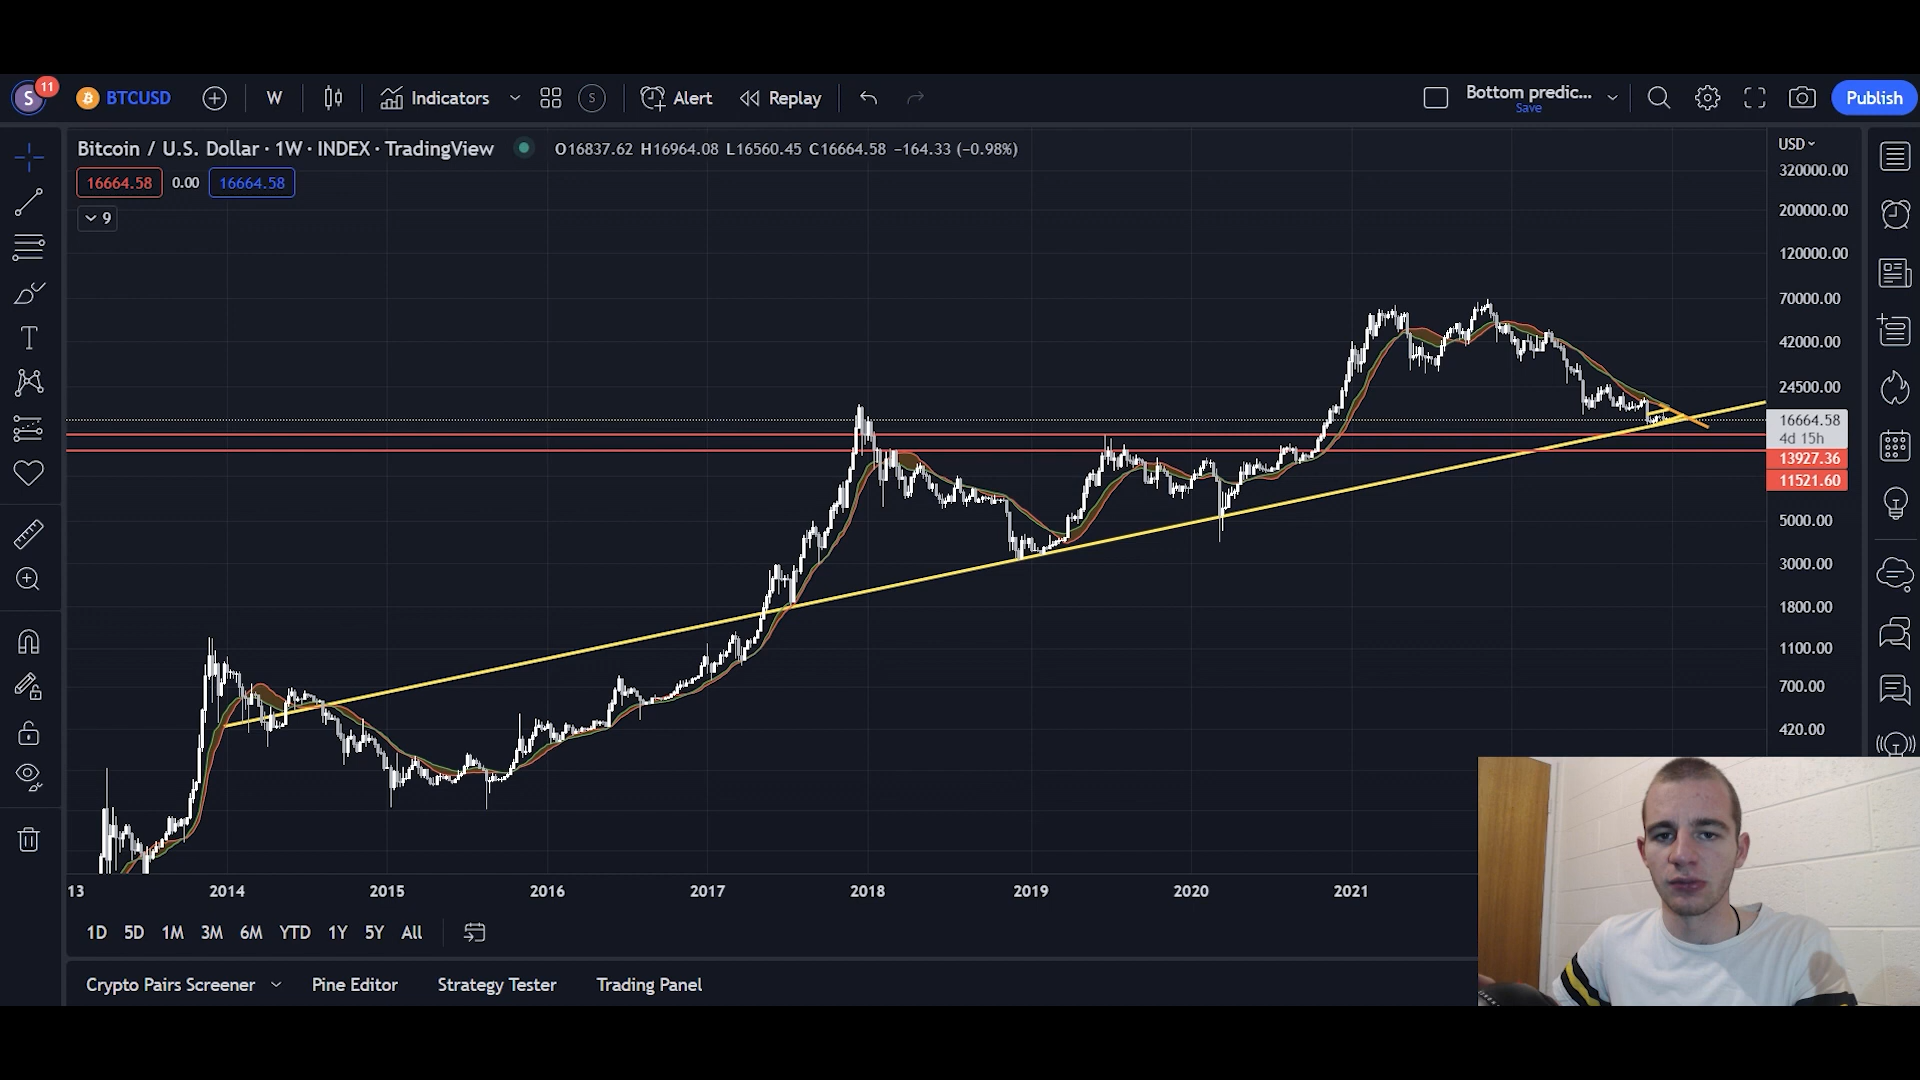 S 11 BTCUSD W Indicators S Alert Replay Bottom predic... Save Publish
Bitcoin / U.S. Dollar · 1W · INDEX · TradingView O16837.62 H16964.08 L16560.45 C16664.58 −164.33 (−0.98%)
16664.58 0.00 16664.58
9
USD
320000.00
200000.00
120000.00
70000.00
42000.00
24500.00
16664.58
4d 15h
13927.36
11521.60
5000.00
3000.00
1800.00
1100.00
700.00
420.00
13 2014 2015 2016 2017 2018 2019 2020 2021
1D 5D 1M 3M 6M YTD 1Y 5Y All
Crypto Pairs Screener Pine Editor Strategy Tester Trading Panel